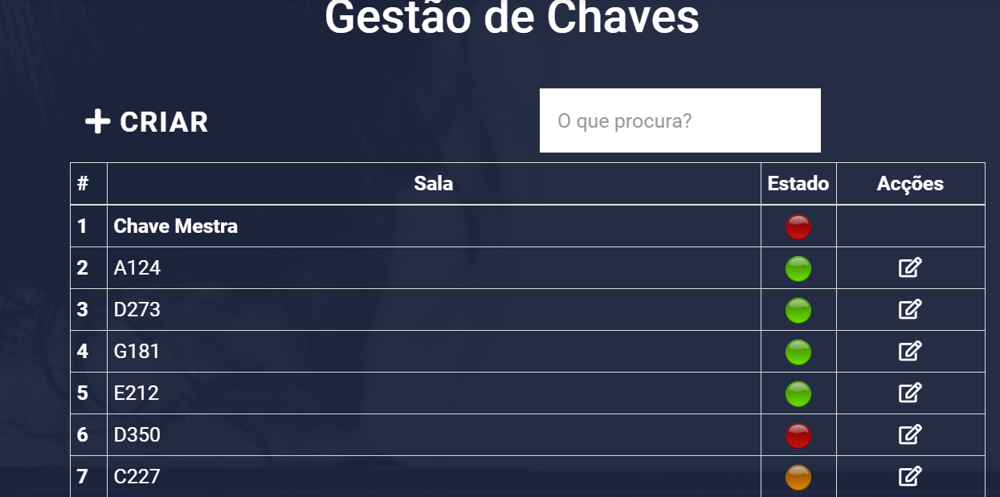 Gestão de Chaves
CRIAR
O que procura?
# Sala Estado Acções
1 Chave Mestra
2 A124
3 D273
4 G181
5 E212
6 D350
7 C227